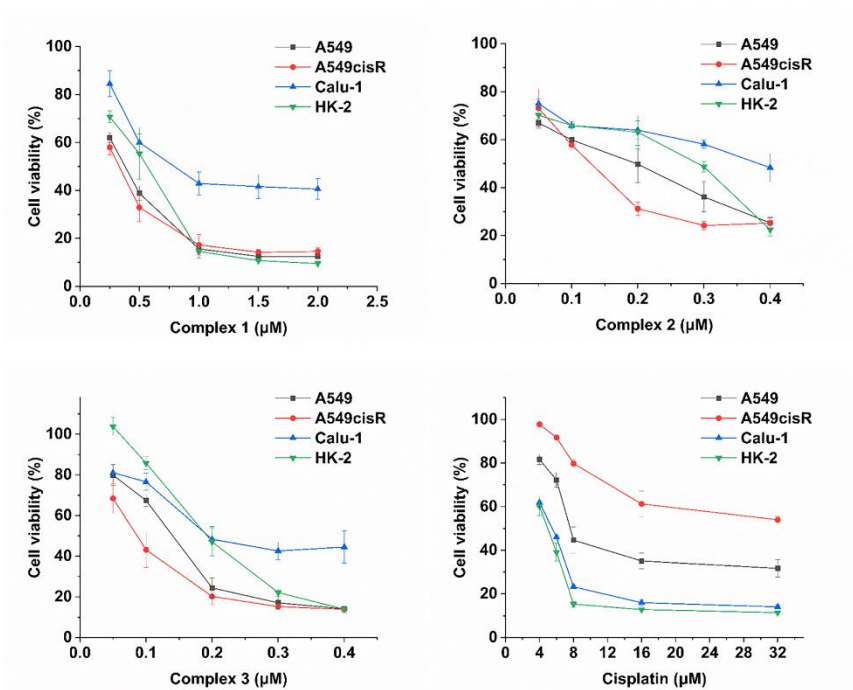 A549
A549cisR
Calu-1
HK-2
Cell viability (%)
100
80
60
40
20
0
0.0 0.5 1.0 1.5 2.0 2.5
Complex 1 (µM)
A549
A549cisR
Calu-1
HK-2
Cell viability (%)
100
80
60
40
20
0
0.0 0.1 0.2 0.3 0.4
Complex 2 (µM)
A549
A549cisR
Calu-1
HK-2
Cell viability (%)
100
80
60
40
20
0
0.0 0.1 0.2 0.3 0.4
Complex 3 (µM)
A549
A549cisR
Calu-1
HK-2
Cell viability (%)
100
80
60
40
20
0
0 4 8 12 16 20 24 28 32
Cisplatin (µM)